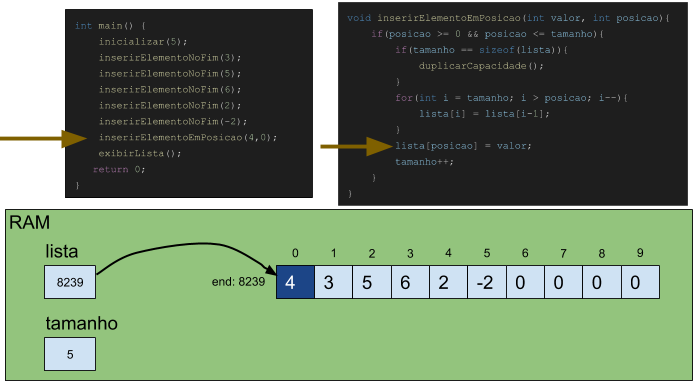 int main() {
inicializar(5);
inserirElementoNoFim(3);
inserirElementoNoFim(5);
inserirElementoNoFim(6);
inserirElementoNoFim(2);
inserirElementoNoFim(-2);
inserirElementoEmPosicao(4,0);
exibirLista();
return 0;
}
void inserirElementoEmPosicao(int valor, int posicao){
if(posicao >= 0 && posicao <= tamanho){
if(tamanho == sizeof(lista)){
duplicarCapacidade();
}
for(int i = tamanho; i > posicao; i--){
lista[i] = lista[i-1];
}
lista[posicao] = valor;
tamanho++;
}
}
RAM
lista
8239
end: 8239
0 1 2 3 4 5 6 7 8 9
4 3 5 6 2 -2 0 0 0 0
tamanho
5